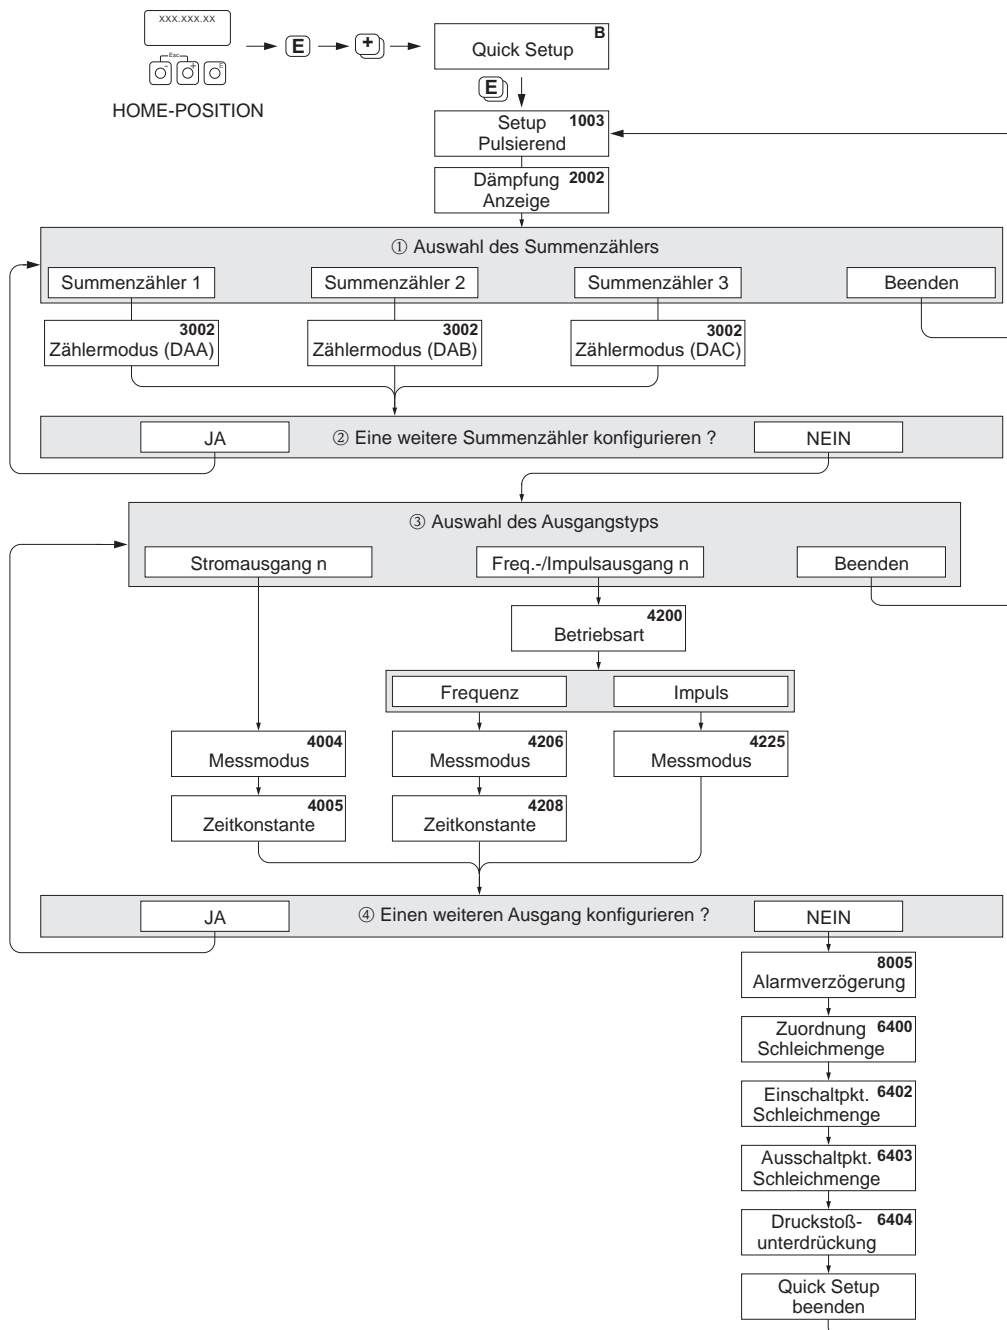 xxx.xxx.xx
Esc
- + E
HOME-POSITION
E
+
B
Quick Setup
E
Setup 1003
Pulsierend
Dämpfung 2002
Anzeige
① Auswahl des Summenzählers
Summenzähler 1
Summenzähler 2
Summenzähler 3
Beenden
3002
Zählermodus (DAA)
3002
Zählermodus (DAB)
3002
Zählermodus (DAC)
JA
② Eine weitere Summenzähler konfigurieren ?
NEIN
③ Auswahl des Ausgangstyps
Stromausgang n
Freq.-/Impulsausgang n
Beenden
4200
Betriebsart
Frequenz
Impuls
4004
Messmodus
4206
Messmodus
4225
Messmodus
4005
Zeitkonstante
4208
Zeitkonstante
JA
④ Einen weiteren Ausgang konfigurieren ?
NEIN
8005
Alarmverzögerung
Zuordnung 6400
Schleichmenge
Einschaltpkt. 6402
Schleichmenge
Ausschaltpkt. 6403
Schleichmenge
Druckstoß- 6404
unterdrückung
Quick Setup
beenden